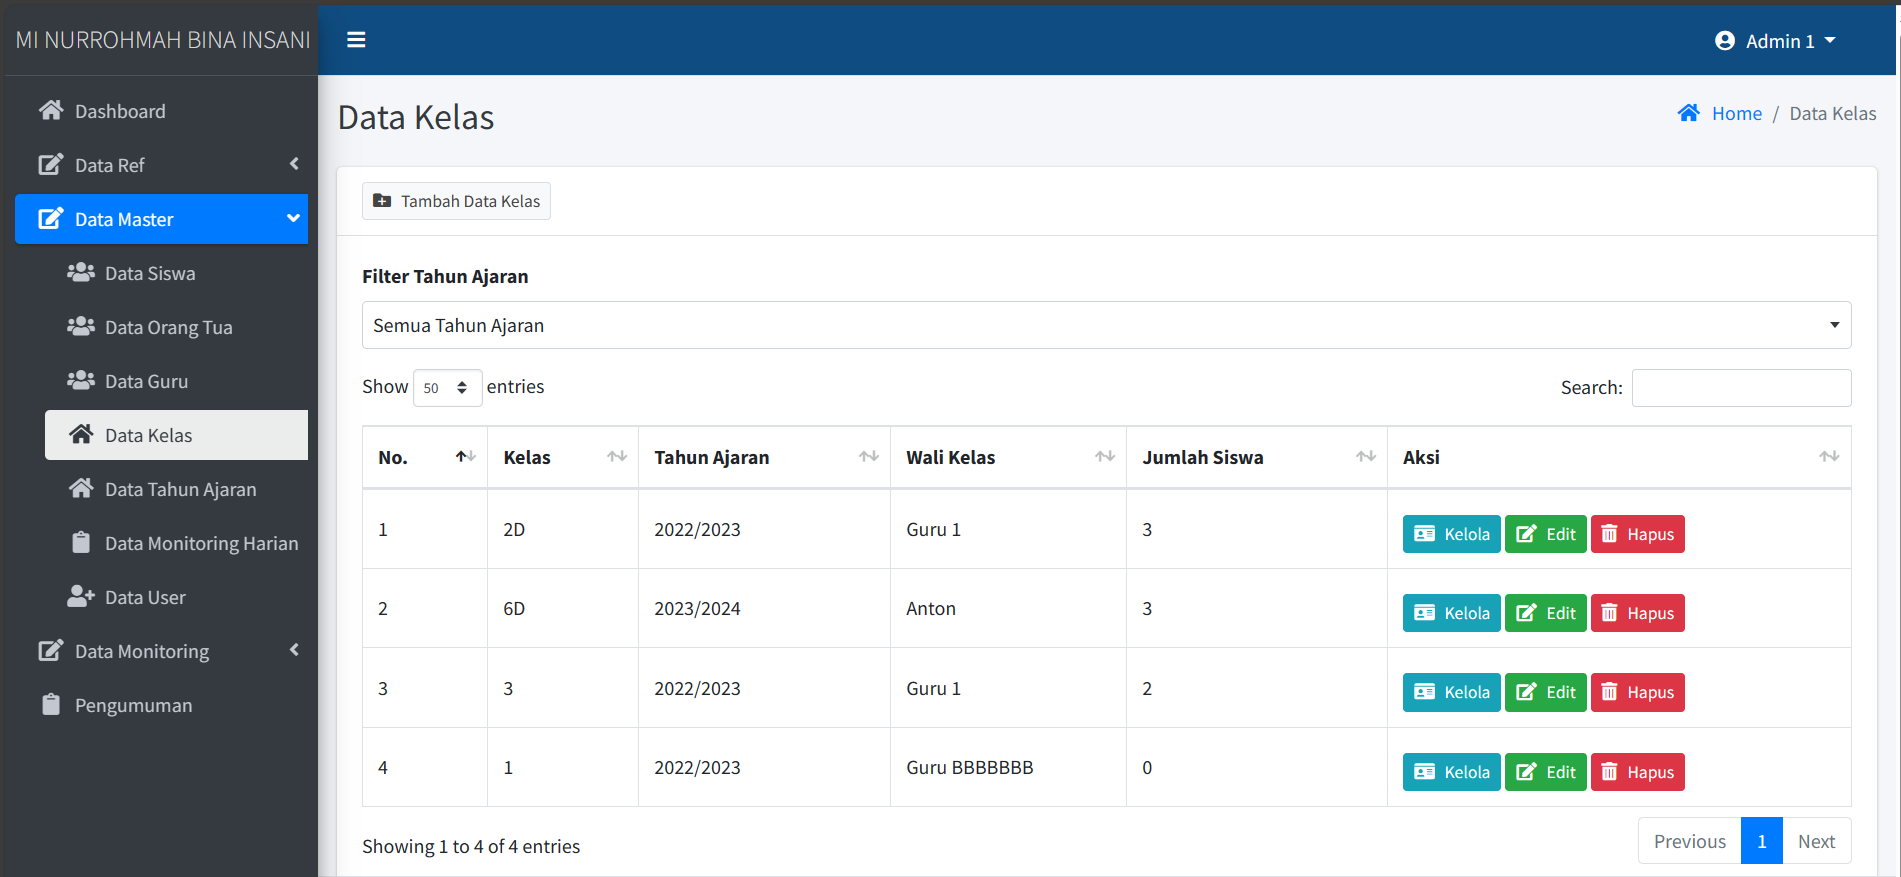 MI NURROHMAH BINA INSANI
Admin 1
Dashboard
Data Ref
Data Master
Data Siswa
Data Orang Tua
Data Guru
Data Kelas
Data Tahun Ajaran
Data Monitoring Harian
Data User
Data Monitoring
Pengumuman
Data Kelas
Home / Data Kelas
Tambah Data Kelas
Filter Tahun Ajaran
Semua Tahun Ajaran
Show 50 entries
Search:
No. Kelas Tahun Ajaran Wali Kelas Jumlah Siswa Aksi
1 2D 2022/2023 Guru 1 3 Kelola Edit Hapus
2 6D 2023/2024 Anton 3 Kelola Edit Hapus
3 3 2022/2023 Guru 1 2 Kelola Edit Hapus
4 1 2022/2023 Guru BBBBBBB 0 Kelola Edit Hapus
Showing 1 to 4 of 4 entries
Previous 1 Next